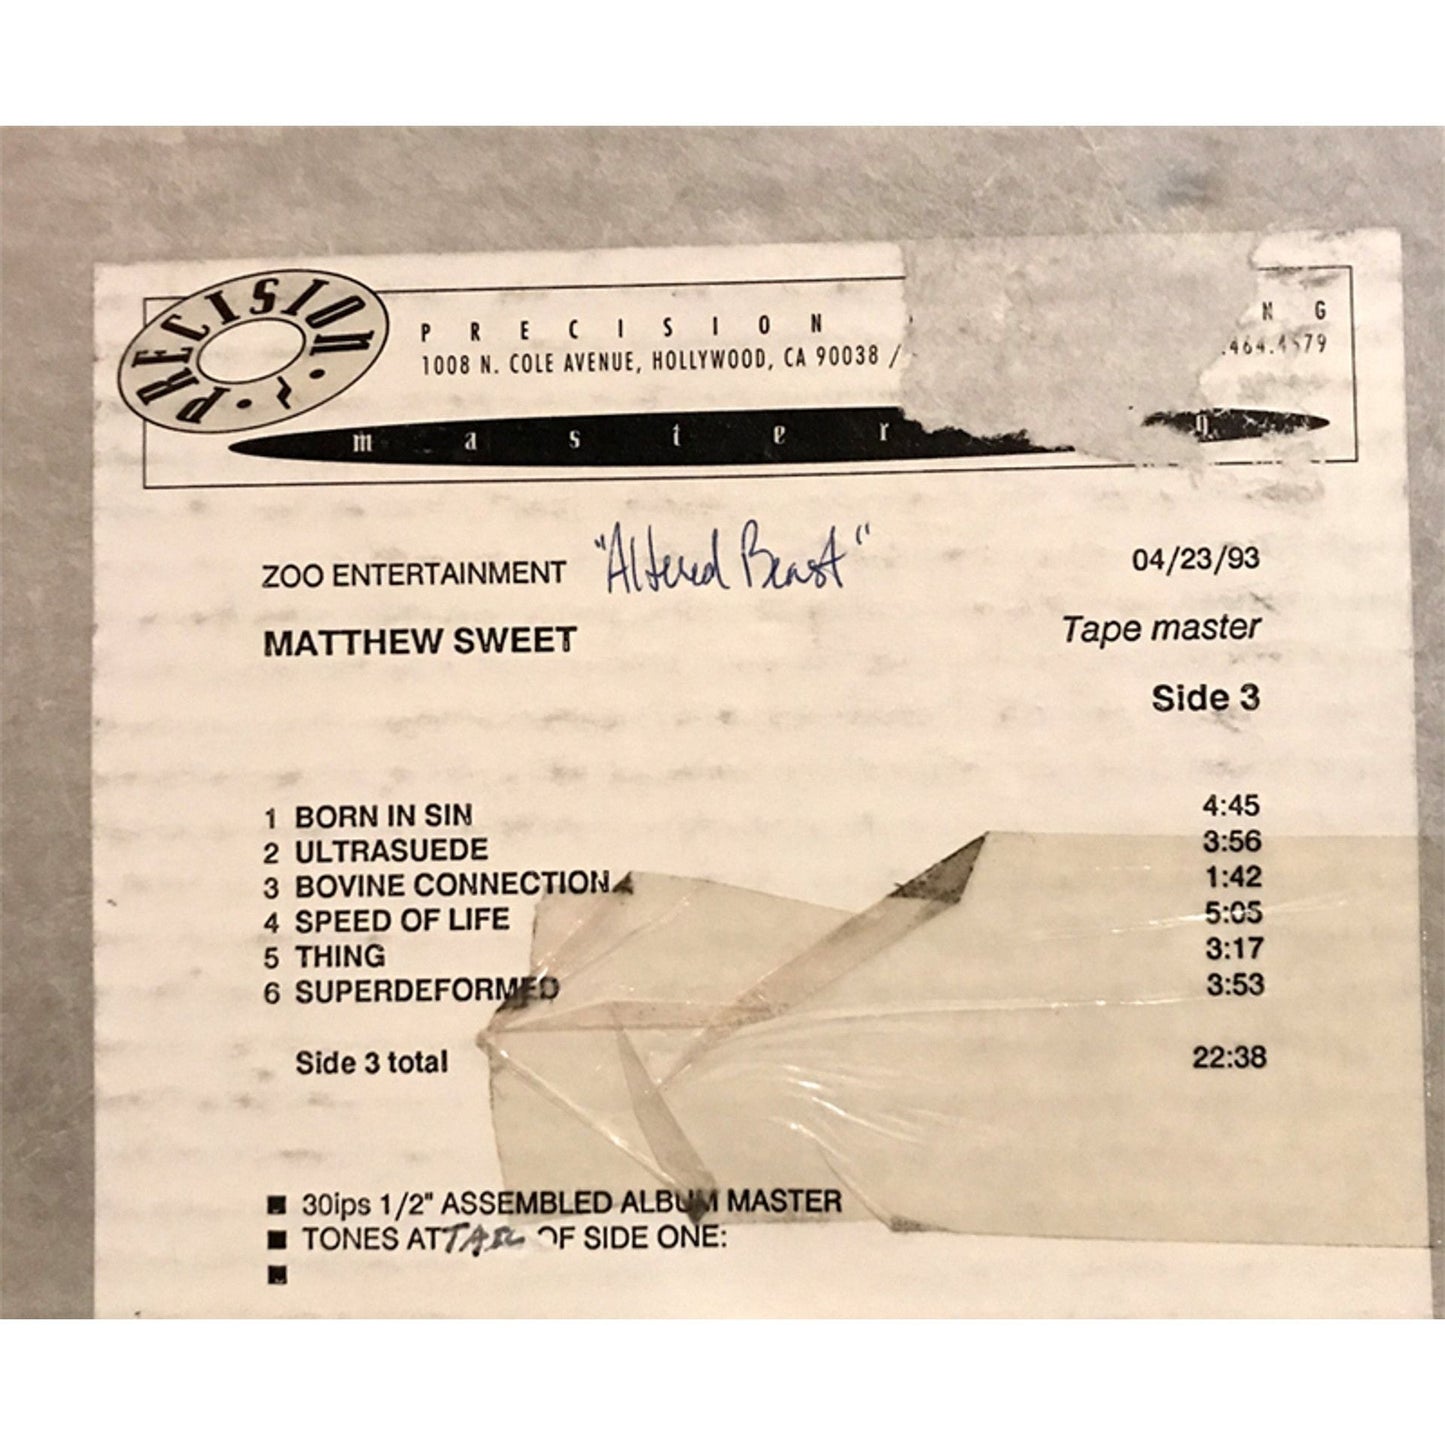 PRECISION
PRECISION NG
1008 N. COLE AVENUE, HOLLYWOOD, CA 90038 / .464.4579
master g
ZOO ENTERTAINMENT "Altered Beast" 04/23/93
MATTHEW SWEET Tape master
Side 3
1 BORN IN SIN 4:45
2 ULTRASUEDE 3:56
3 BOVINE CONNECTION 1:42
4 SPEED OF LIFE 5:05
5 THING 3:17
6 SUPERDEFORMED 3:53
Side 3 total 22:38
■ 30ips 1/2" ASSEMBLED ALBUM MASTER
■ TONES AT TAIL OF SIDE ONE:
■